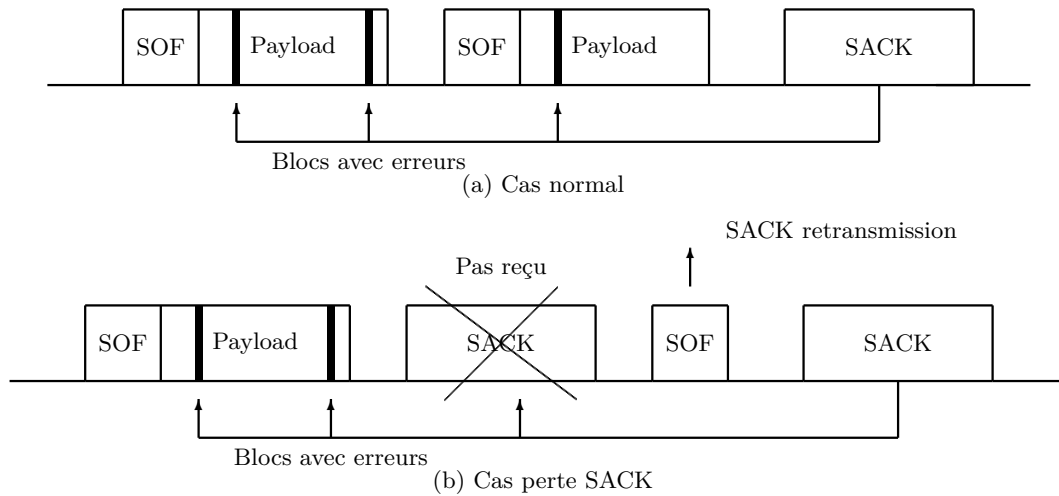 SOF Payload SOF Payload SACK
Blocs avec erreurs
(a) Cas normal
SACK retransmission
Pas reçu
SOF Payload SACK SOF SACK
Blocs avec erreurs
(b) Cas perte SACK